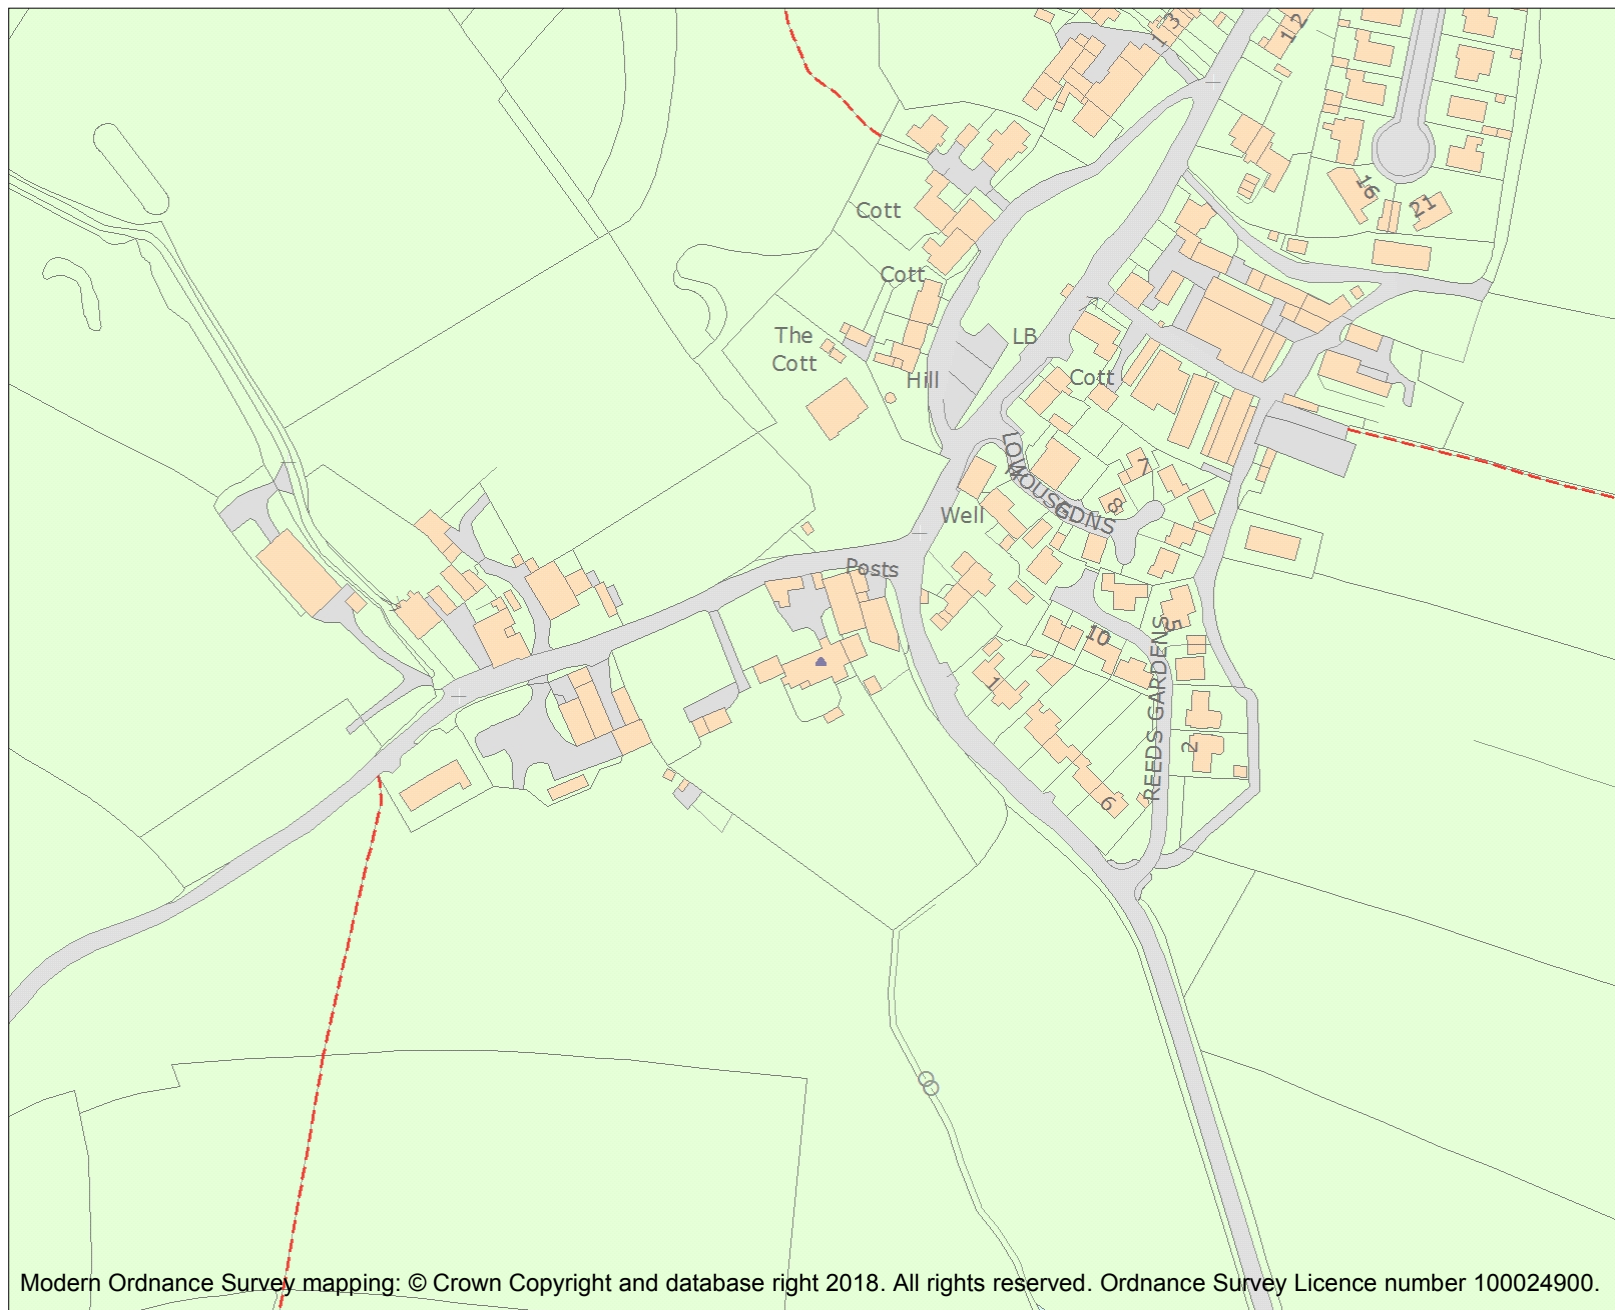 1
3
12
16
21
Cott
Cott
The
Cott
LB
Hill
Cott
7
8
GDNS
Well
Posts
5
10
1
REEDS GARDENS
2
6
Modern Ordnance Survey mapping: © Crown Copyright and database right 2018. All rights reserved. Ordnance Survey Licence number 100024900.